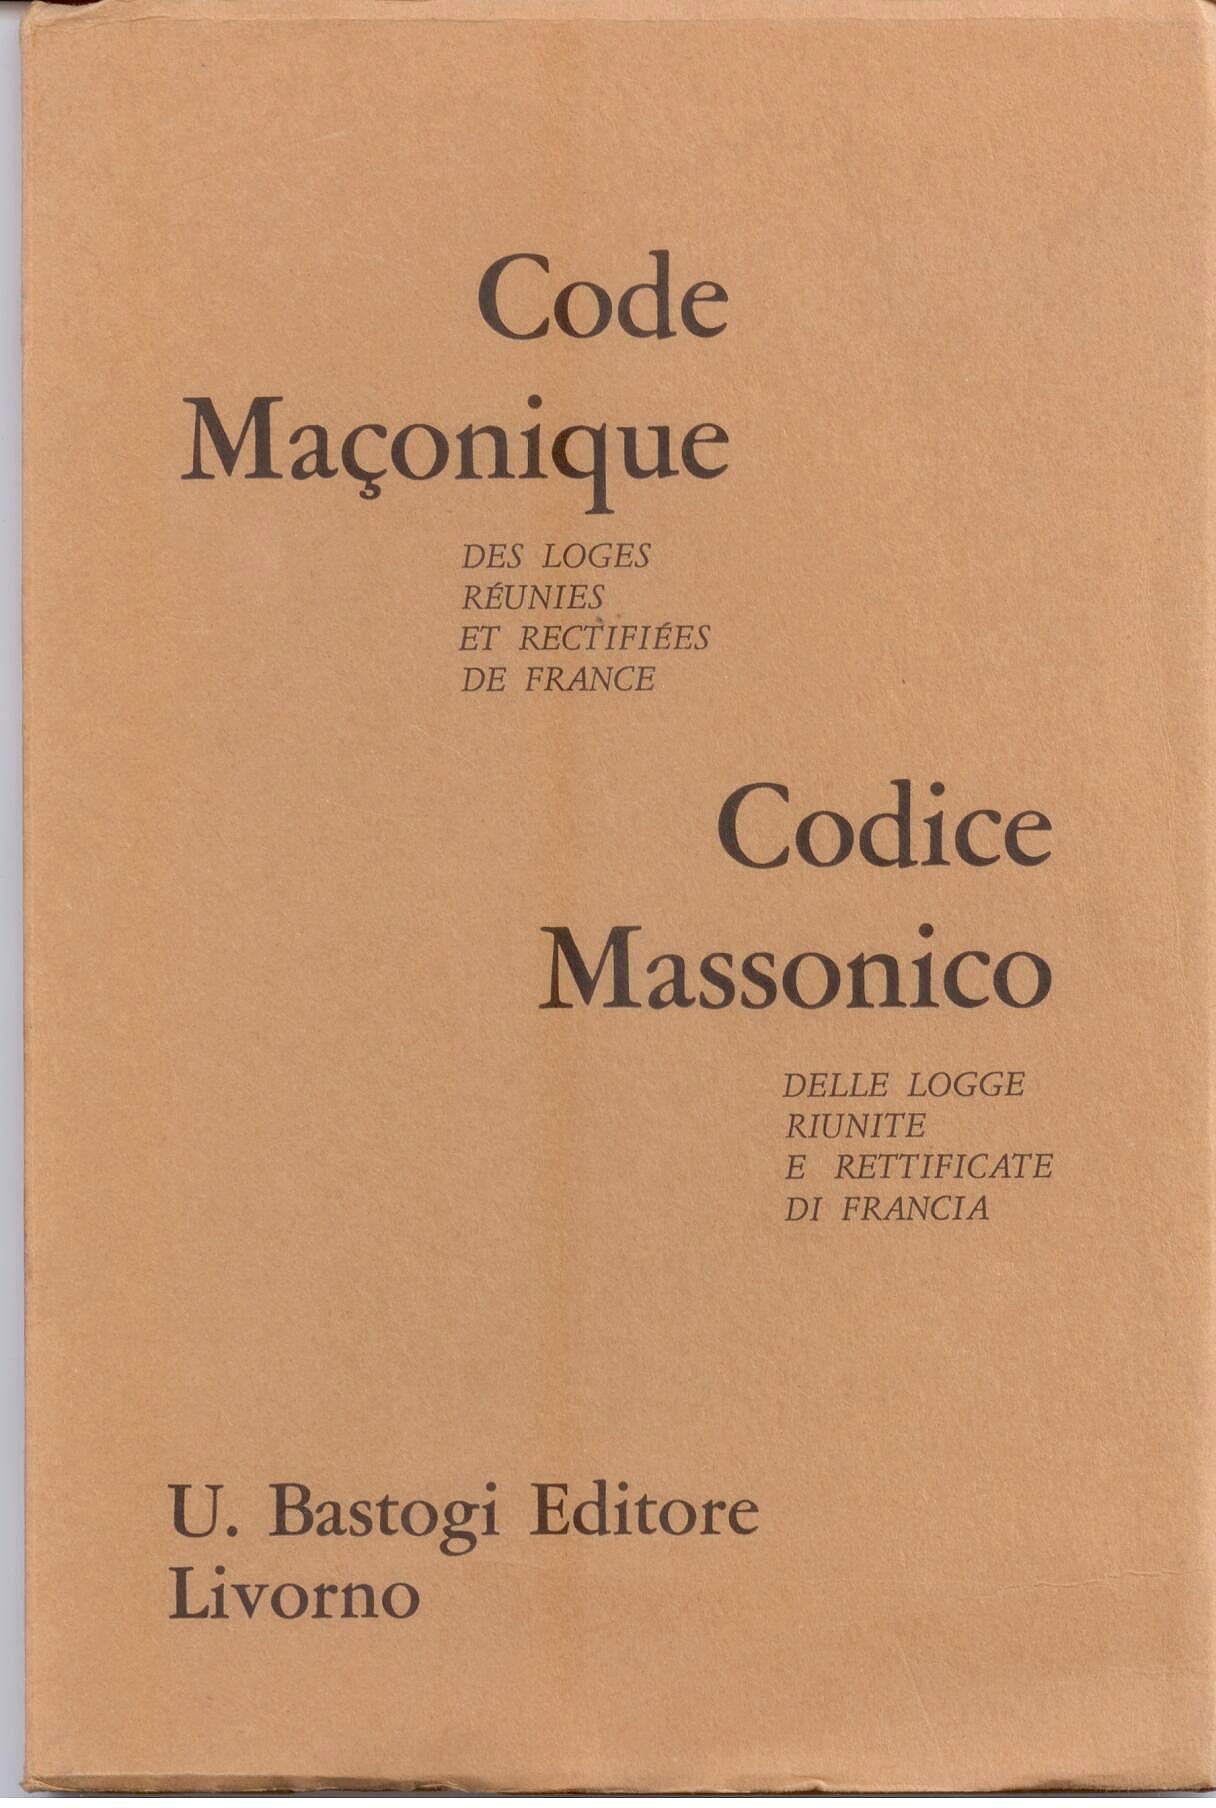 Code
Maçonique
DES LOGES
RÉUNIES
ET RECTIFIÉES
DE FRANCE
Codice
Massonico
DELLE LOGGE
RIUNITE
E RETTIFICATE
DI FRANCIA
U. Bastogi Editore
Livorno